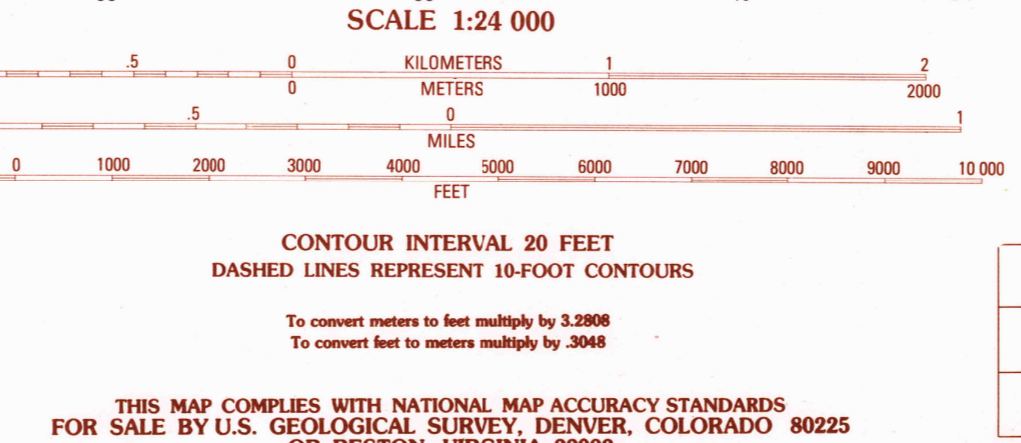 SCALE 1:24 000
.5 0 KILOMETERS 1 2
0 METERS 1000 2000
.5 0 1
MILES
0 1000 2000 3000 4000 5000 6000 7000 8000 9000 10 000
FEET
CONTOUR INTERVAL 20 FEET
DASHED LINES REPRESENT 10-FOOT CONTOURS
To convert meters to feet multiply by 3.2808
To convert feet to meters multiply by .3048
THIS MAP COMPLIES WITH NATIONAL MAP ACCURACY STANDARDS
FOR SALE BY U.S. GEOLOGICAL SURVEY, DENVER, COLORADO 80225
OR RESTON, VIRGINIA